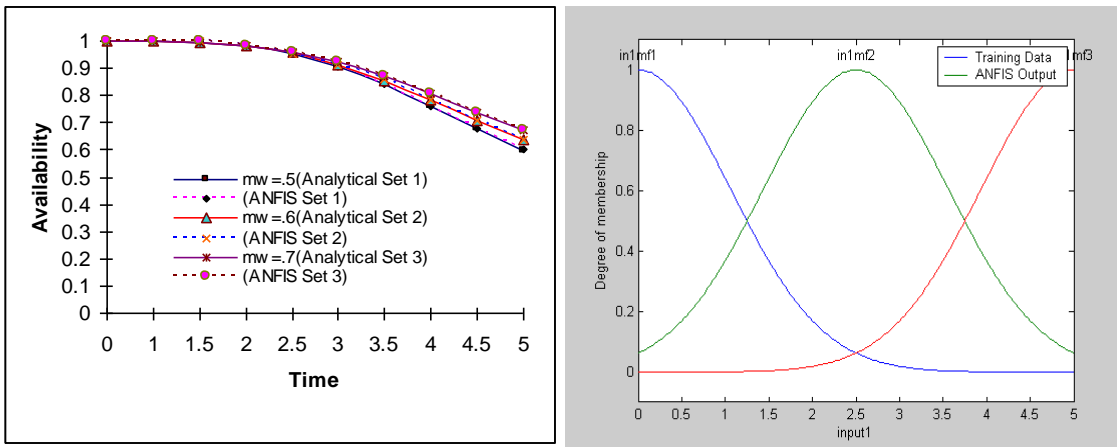 1
0.9
0.8
0.7
0.6
0.5
0.4
0.3
0.2
0.1
0
Availability
mw =.5(Analytical Set 1)
(ANFIS Set 1)
mw =.6(Analytical Set 2)
(ANFIS Set 2)
mw =.7(Analytical Set 3)
(ANFIS Set 3)
0 1 1.5 2 2.5 3 3.5 4 4.5 5
Time
in1mf1 in1mf2 1mf3
Training Data
ANFIS Output
1
0.8
0.6
0.4
0.2
0
Degree of membership
0 0.5 1 1.5 2 2.5 3 3.5 4 4.5 5
input1